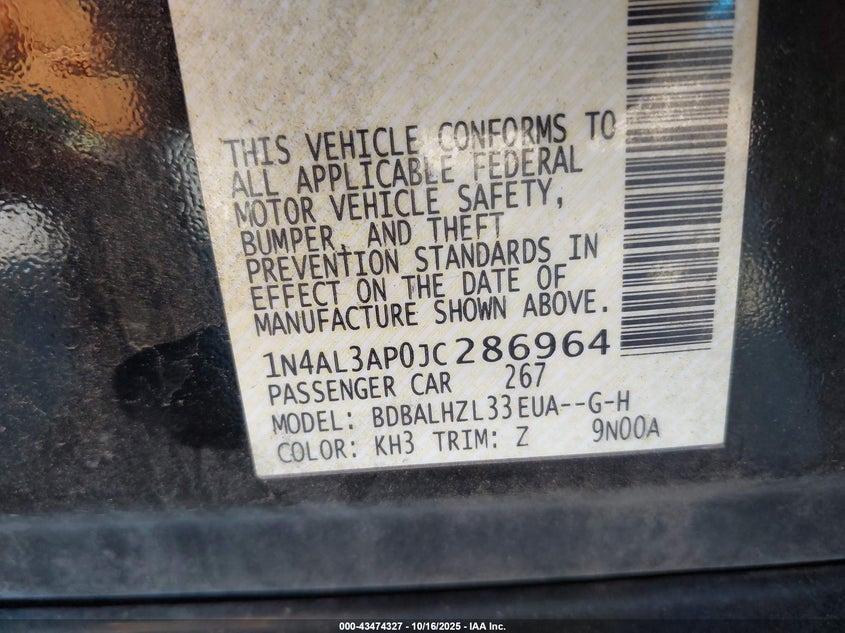 THIS VEHICLE CONFORMS TO
ALL APPLICABLE FEDERAL
MOTOR VEHICLE SAFETY,
BUMPER, AND THEFT
PREVENTION STANDARDS IN
EFFECT ON THE DATE OF
MANUFACTURE SHOWN ABOVE.
1N4AL3AP0JC286964
PASSENGER CAR 267
MODEL: BDBALHZL33EUA--G-H
COLOR: KH3 TRIM: Z 9N00A
000-43474327 - 10/16/2025 - IAA Inc.